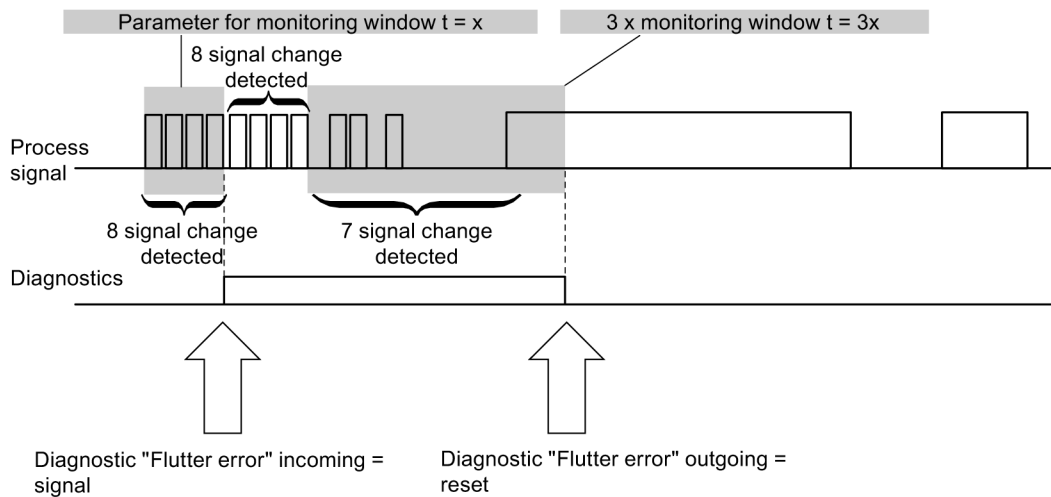 Parameter for monitoring window t = x
3 x monitoring window t = 3x
8 signal change
detected
Process
signal
8 signal change
detected
7 signal change
detected
Diagnostics
Diagnostic "Flutter error" incoming =
signal
Diagnostic "Flutter error" outgoing =
reset